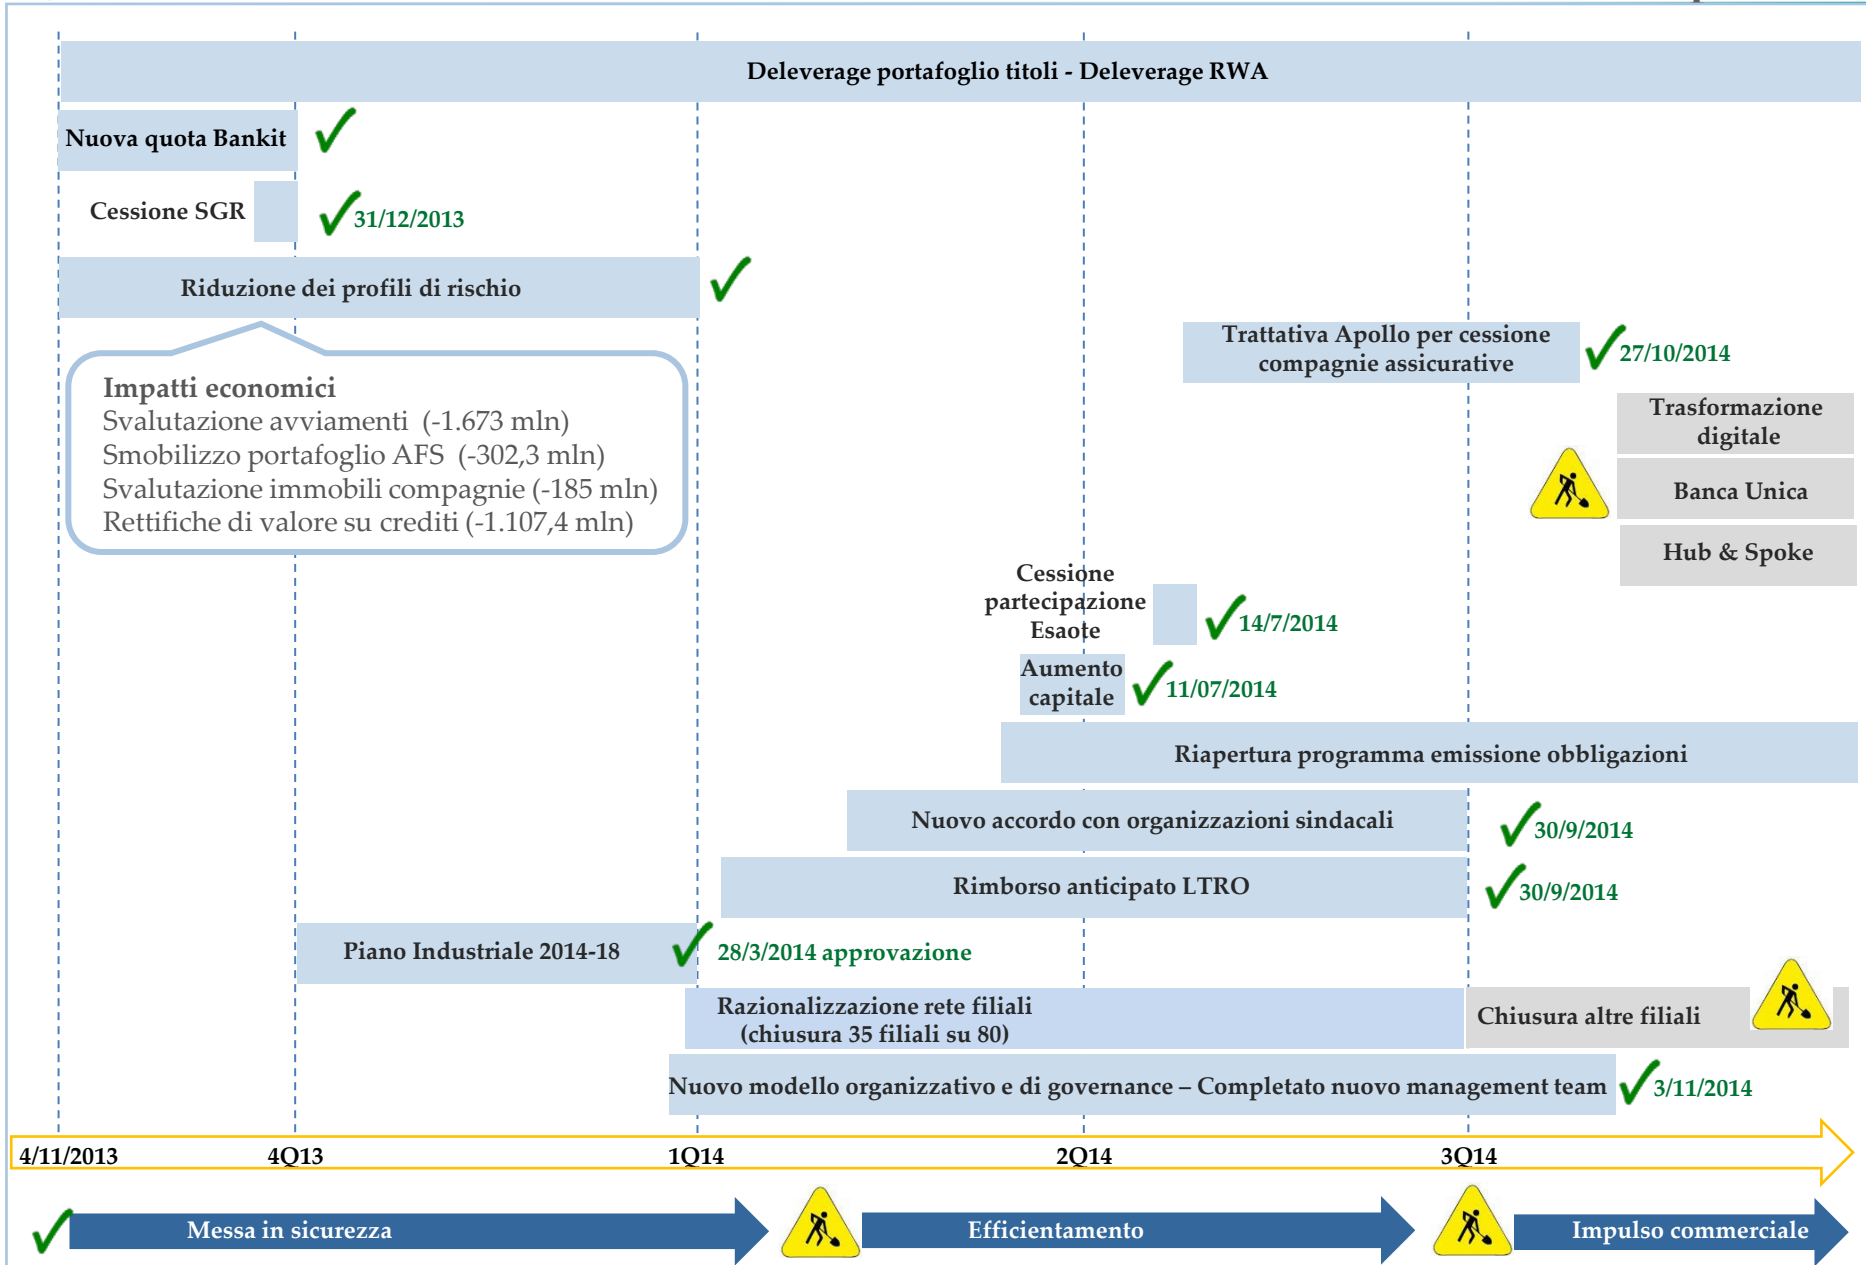 Deleverage portafoglio titoli - Deleverage RWA
Nuova quota Bankit
Cessione SGR
31/12/2013
Riduzione dei profili di rischio
Trattativa Apollo per cessione
compagnie assicurative
27/10/2014
Impatti economici
Svalutazione avviamenti (-1.673 mln)
Smobilizzo portafoglio AFS (-302,3 mln)
Svalutazione immobili compagnie (-185 mln)
Rettifiche di valore su crediti (-1.107,4 mln)
Trasformazione
digitale
Banca Unica
Hub & Spoke
Cessione
partecipazione
Esaote
14/7/2014
Aumento
capitale
11/07/2014
Riapertura programma emissione obbligazioni
Nuovo accordo con organizzazioni sindacali
30/9/2014
Rimborso anticipato LTRO
30/9/2014
Piano Industriale 2014-18
28/3/2014 approvazione
Razionalizzazione rete filiali
(chiusura 35 filiali su 80)
Chiusura altre filiali
Nuovo modello organizzativo e di governance – Completato nuovo management team
3/11/2014
4/11/2013
4Q13
1Q14
2Q14
3Q14
Messa in sicurezza
Efficientamento
Impulso commerciale